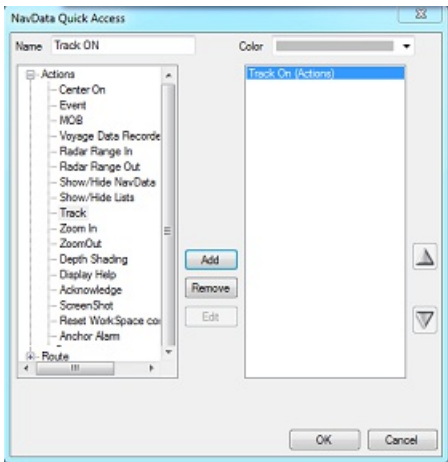 NavData Quick Access
Name Track ON Color
Actions
Center On
Event
MOB
Voyage Data Recorde
Radar Range In
Radar Range Out
Show/Hide NavData
Show/Hide Lists
Track
Zoom In
ZoomOut
Depth Shading
Display Help
Acknowledge
ScreenShot
Reset WorkSpace co
Anchor Alarm
Route
Track On (Actions)
Add
Remove
Edit
OK Cancel